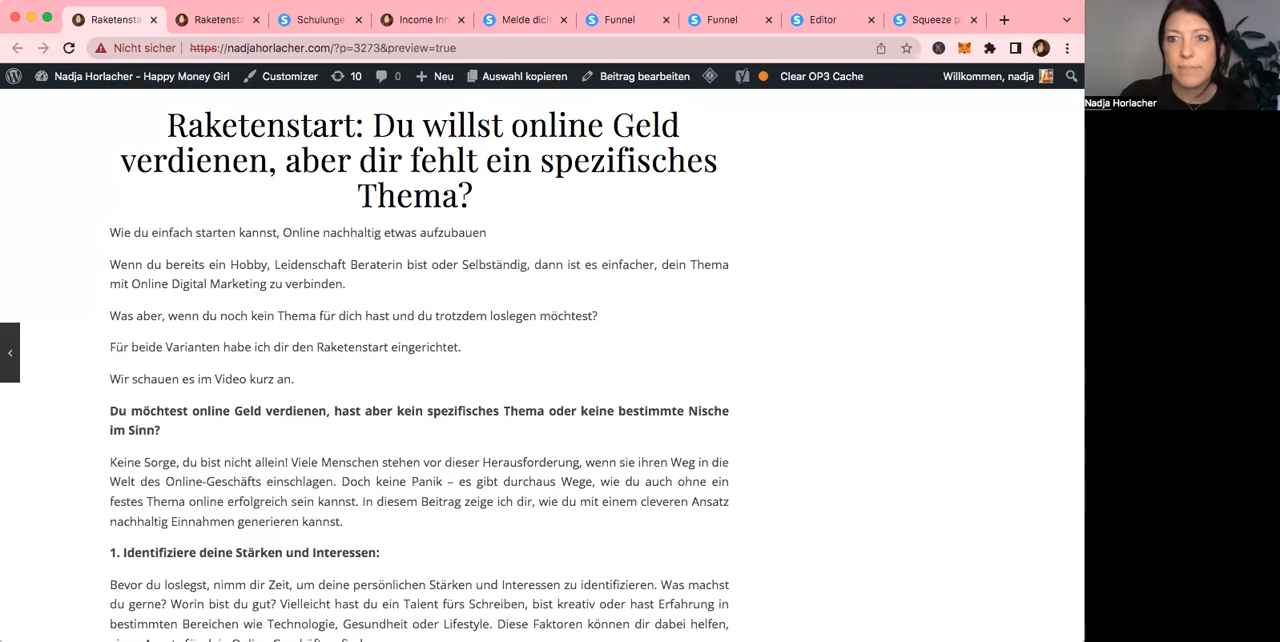 Raketensta
Raketensta
Schulunge
Income Inn
Melde dich
Funnel
Funnel
Editor
Squeeze p
Nicht sicher https://nadjahorlacher.com/?p=3273&preview=true
Nadja Horlacher - Happy Money Girl Customizer 10 0 Neu Auswahl kopieren Beitrag bearbeiten Clear OP3 Cache Willkommen, nadja
Nadja Horlacher
Raketenstart: Du willst online Geld
verdienen, aber dir fehlt ein spezifisches
Thema?
Wie du einfach starten kannst, Online nachhaltig etwas aufzubauen
Wenn du bereits ein Hobby, Leidenschaft Beraterin bist oder Selbständig, dann ist es einfacher, dein Thema
mit Online Digital Marketing zu verbinden.
Was aber, wenn du noch kein Thema für dich hast und du trotzdem loslegen möchtest?
Für beide Varianten habe ich dir den Raketenstart eingerichtet.
Wir schauen es im Video kurz an.
Du möchtest online Geld verdienen, hast aber kein spezifisches Thema oder keine bestimmte Nische
im Sinn?
Keine Sorge, du bist nicht allein! Viele Menschen stehen vor dieser Herausforderung, wenn sie ihren Weg in die
Welt des Online-Geschäfts einschlagen. Doch keine Panik – es gibt durchaus Wege, wie du auch ohne ein
festes Thema online erfolgreich sein kannst. In diesem Beitrag zeige ich dir, wie du mit einem cleveren Ansatz
nachhaltig Einnahmen generieren kannst.
1. Identifiziere deine Stärken und Interessen:
Bevor du loslegst, nimm dir Zeit, um deine persönlichen Stärken und Interessen zu identifizieren. Was machst
du gerne? Worin bist du gut? Vielleicht hast du ein Talent fürs Schreiben, bist kreativ oder hast Erfahrung in
bestimmten Bereichen wie Technologie, Gesundheit oder Lifestyle. Diese Faktoren können dir dabei helfen,